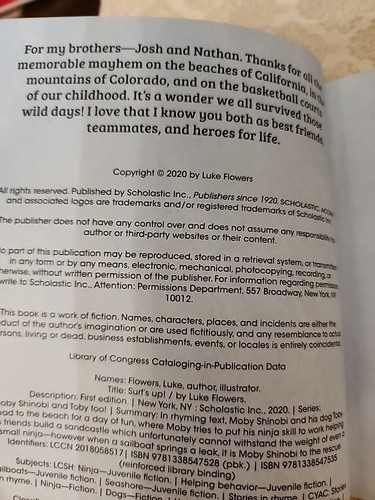 For my brothers—Josh and Nathan. Thanks for all the
memorable mayhem on the beaches of California, in the
mountains of Colorado, and on the basketball courts
of our childhood. It's a wonder we all survived those
wild days! I love that I know you both as best friends,
teammates, and heroes for life.
Copyright © 2020 by Luke Flowers
All rights reserved. Published by Scholastic Inc., Publishers since 1920. SCHOLASTIC,
and associated logos are trademarks and/or registered trademarks of Scholastic Inc.
The publisher does not have any control over and does not assume any responsibility
author or third-party websites or their content.
No part of this publication may be reproduced, stored in a retrieval system, or transmitted
in any form or by any means, electronic, mechanical, photocopying, recording, or
herwise, without written permission of the publisher. For information regarding permission,
write to Scholastic Inc., Attention: Permissions Department, 557 Broadway, New York, NY
10012.
This book is a work of fiction. Names, characters, places, and incidents are either the
duct of the author's imagination or are used fictitiously, and any resemblance to actual
rsons, living or dead, business establishments, events, or locales is entirely coincidental.
Library of Congress Cataloging-in-Publication Data
Names: Flowers, Luke, author, illustrator.
Title: Surf's up! / by Luke Flowers.
Description: First edition. | New York, NY : Scholastic Inc., 2020. | Series:
oby Shinobi and Toby too! | Summary: In rhyming text, Moby Shinobi and his dog Toby
ead to the beach for a day of fun, where Moby tries to put his ninja skill to work helping
s friends build a sandcastle which unfortunately cannot withstand the weight of even a
small ninja—however when a sailboat springs a leak, it is Moby Shinobi to the rescue
Identifiers: LCCN 2018058517 | ISBN 9781338547528 (pbk.) | ISBN 9781338547535
(reinforced library binding)
Subjects: LCSH: Ninja—Juvenile fiction. | Helping behavior—Juvenile fiction. |
ailboats—Juvenile fiction. | Seashore—Juvenile fiction. | Stories in rhyme. | CYAC: Stories
n rhyme. | Ninja—Fiction. | Dogs—Fiction.